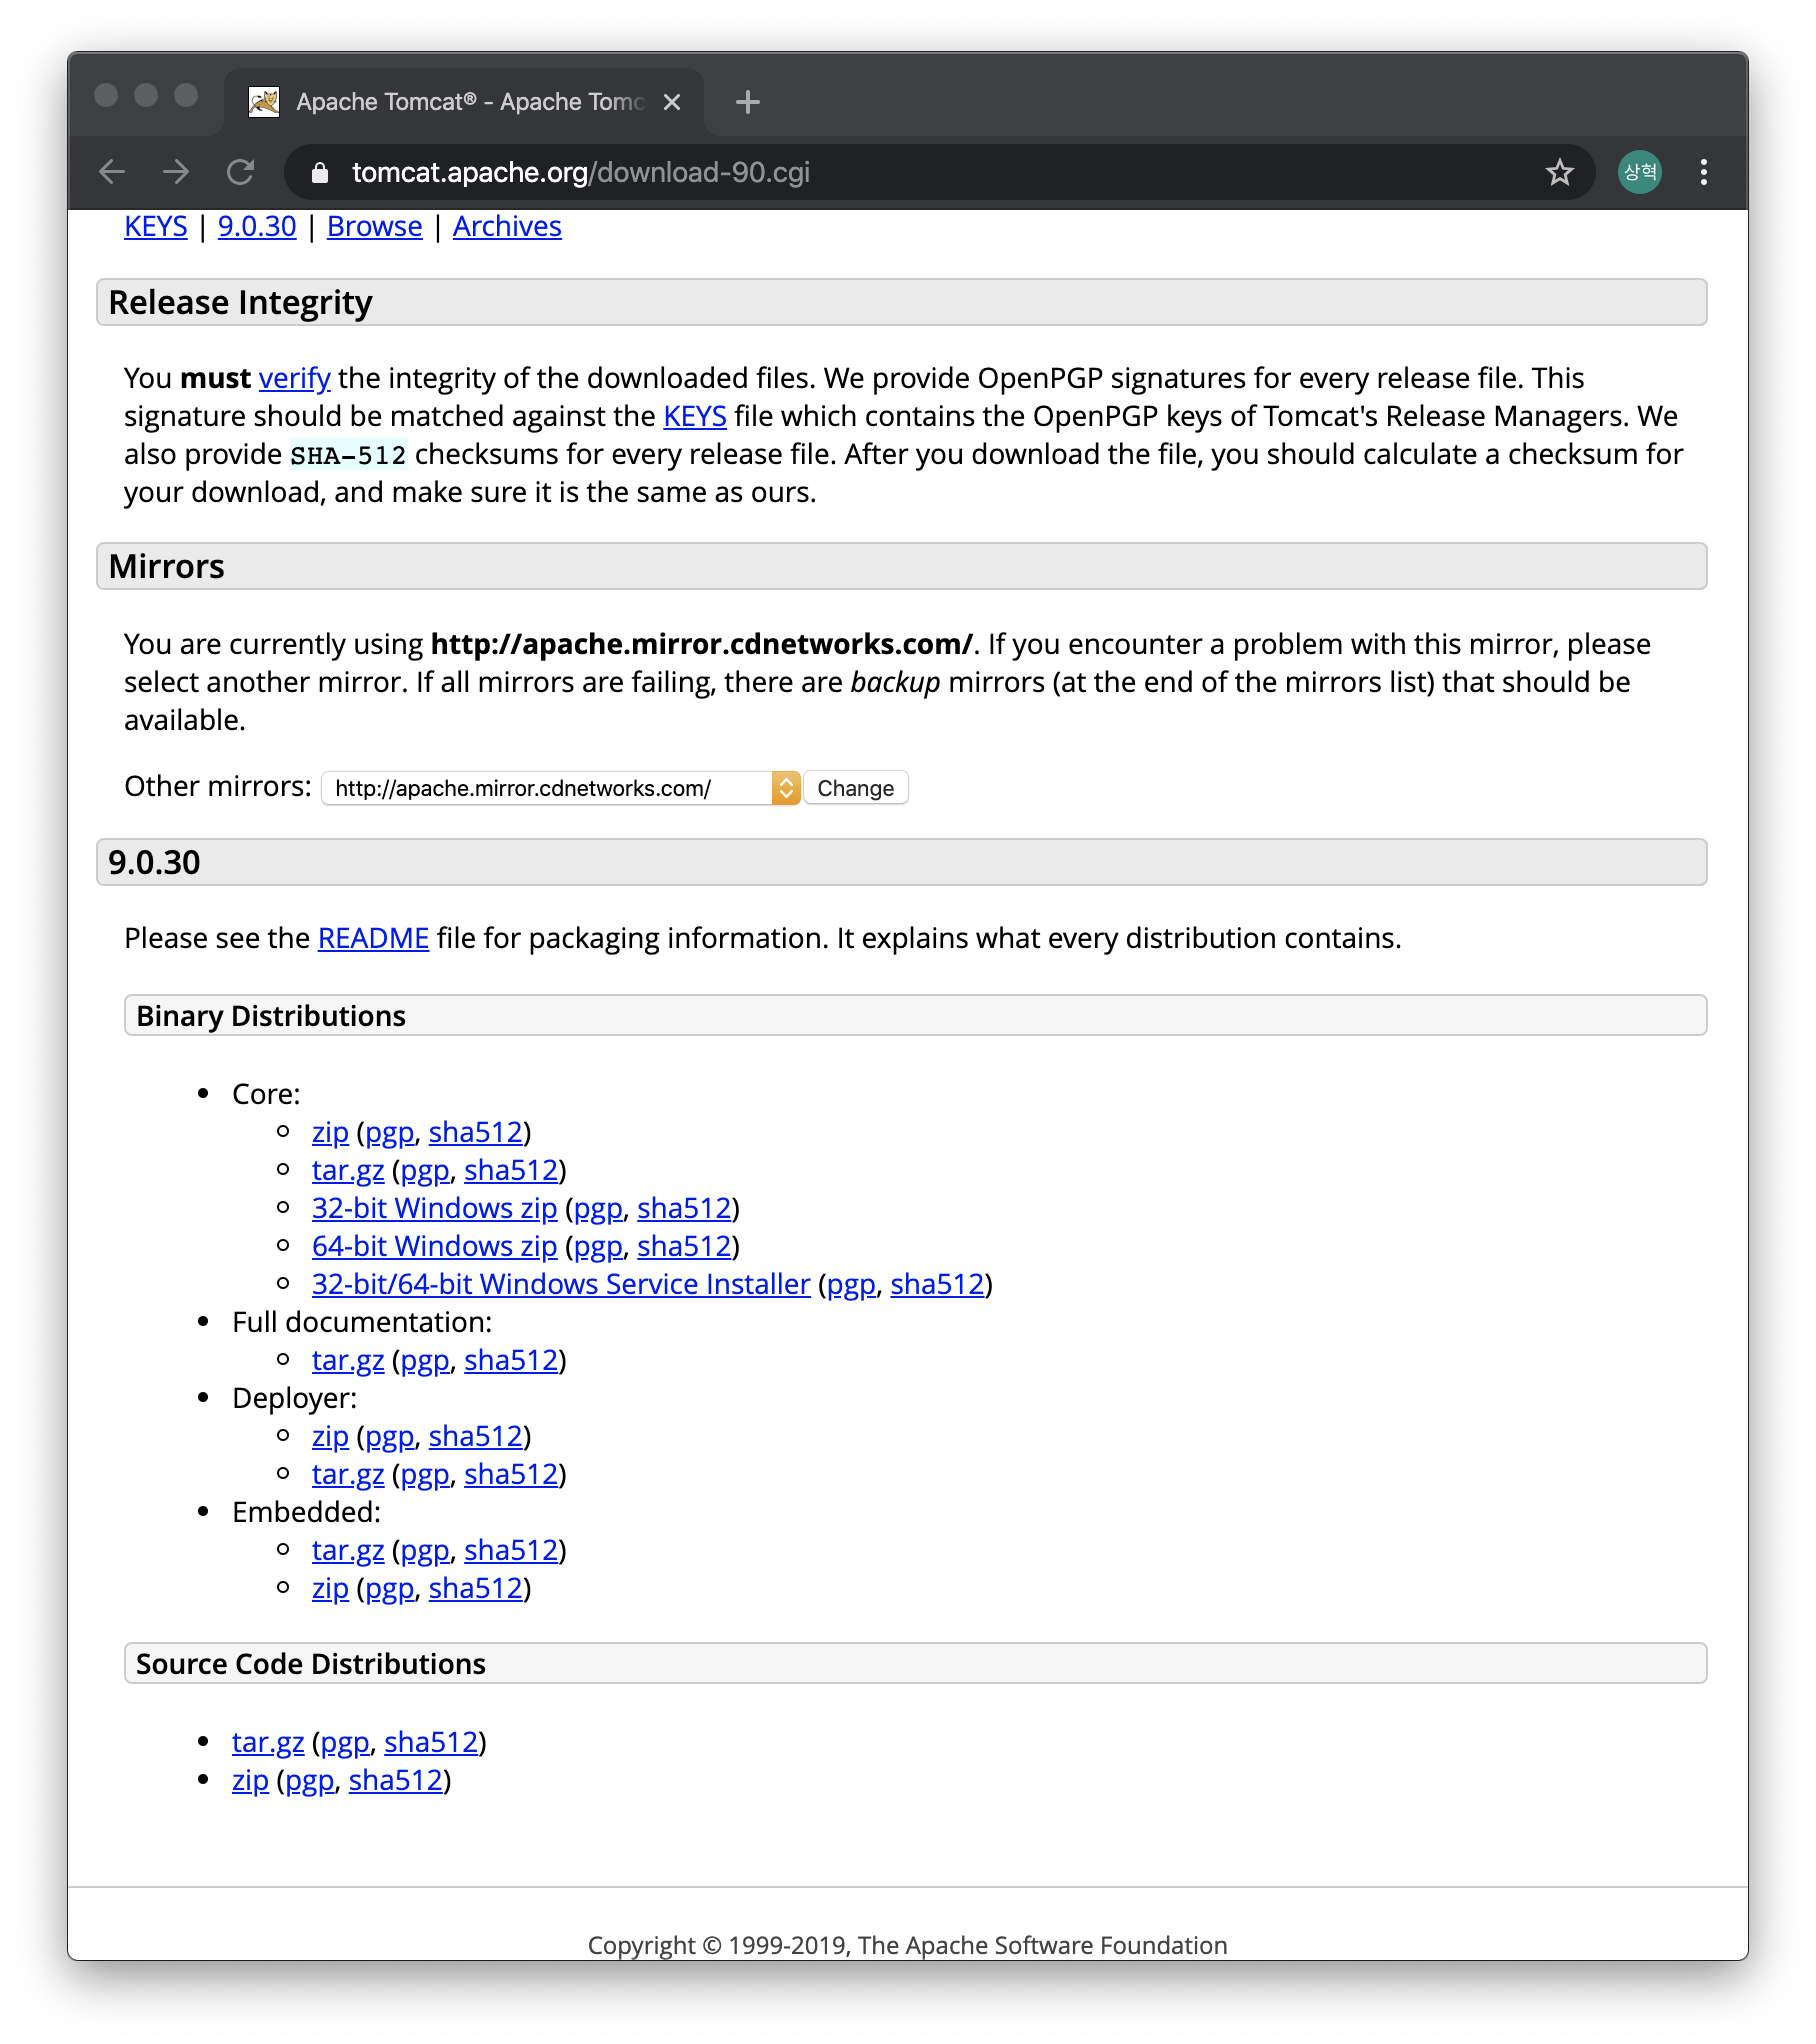 Apache Tomcat® - Apache Tomc
tomcat.apache.org/download-90.cgi
상혁
KEYS | 9.0.30 | Browse | Archives
Release Integrity
You must verify the integrity of the downloaded files. We provide OpenPGP signatures for every release file. This
signature should be matched against the KEYS file which contains the OpenPGP keys of Tomcat's Release Managers. We
also provide SHA-512 checksums for every release file. After you download the file, you should calculate a checksum for
your download, and make sure it is the same as ours.
Mirrors
You are currently using http://apache.mirror.cdnetworks.com/. If you encounter a problem with this mirror, please
select another mirror. If all mirrors are failing, there are backup mirrors (at the end of the mirrors list) that should be
available.
Other mirrors: http://apache.mirror.cdnetworks.com/ Change
9.0.30
Please see the README file for packaging information. It explains what every distribution contains.
Binary Distributions
• Core:
◦ zip (pgp, sha512)
◦ tar.gz (pgp, sha512)
◦ 32-bit Windows zip (pgp, sha512)
◦ 64-bit Windows zip (pgp, sha512)
◦ 32-bit/64-bit Windows Service Installer (pgp, sha512)
• Full documentation:
◦ tar.gz (pgp, sha512)
• Deployer:
◦ zip (pgp, sha512)
◦ tar.gz (pgp, sha512)
• Embedded:
◦ tar.gz (pgp, sha512)
◦ zip (pgp, sha512)
Source Code Distributions
• tar.gz (pgp, sha512)
• zip (pgp, sha512)
Copyright © 1999-2019, The Apache Software Foundation